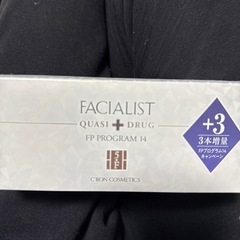 FACIALIST
QUASI + DRUG
FP PROGRAM 14
C'BON COSMETICS
+3
3本増量
FPプログラム14
キャンペーン